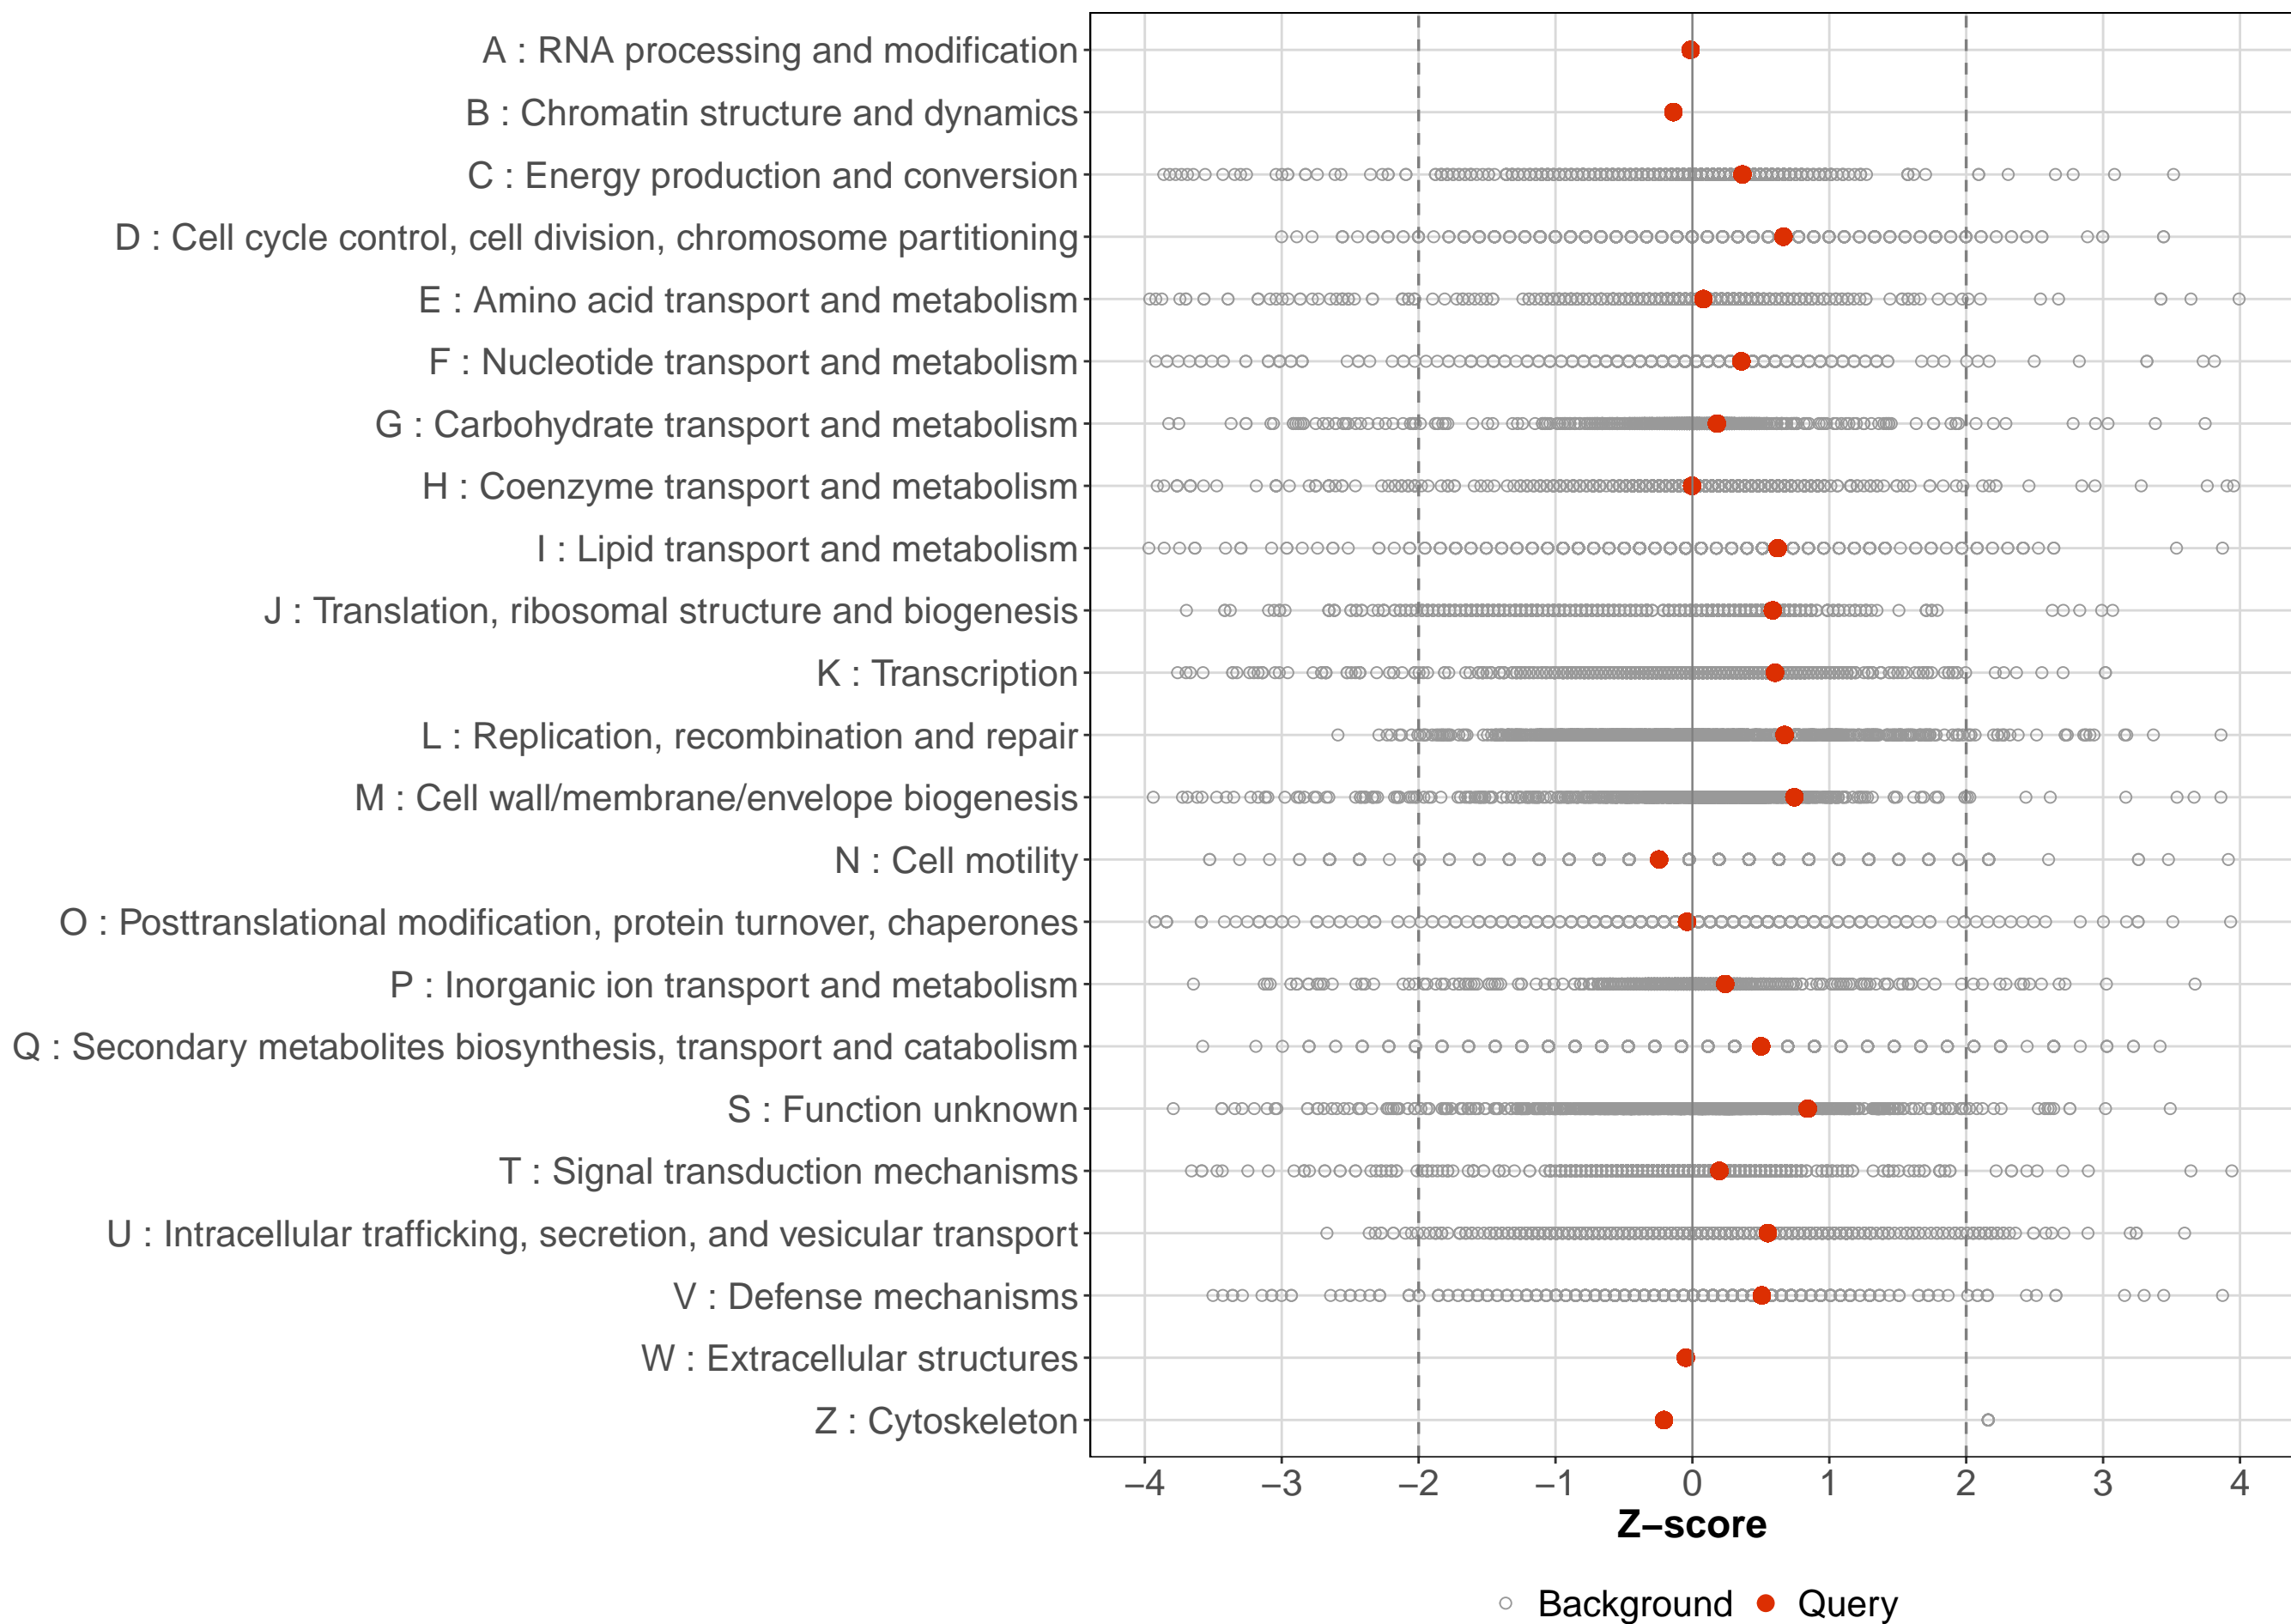 A : RNA processing and modification
B : Chromatin structure and dynamics
C : Energy production and conversion
D : Cell cycle control, cell division, chromosome partitioning
E : Amino acid transport and metabolism
F : Nucleotide transport and metabolism
G : Carbohydrate transport and metabolism
H : Coenzyme transport and metabolism
I : Lipid transport and metabolism
J : Translation, ribosomal structure and biogenesis
K : Transcription
L : Replication, recombination and repair
M : Cell wall/membrane/envelope biogenesis
N : Cell motility
O : Posttranslational modification, protein turnover, chaperones
P : Inorganic ion transport and metabolism
Q : Secondary metabolites biosynthesis, transport and catabolism
S : Function unknown
T : Signal transduction mechanisms
U : Intracellular trafficking, secretion, and vesicular transport
V : Defense mechanisms
W : Extracellular structures
Z : Cytoskeleton
−4 −3 −2 −1 0 1 2 3 4
Z−score
Background Query